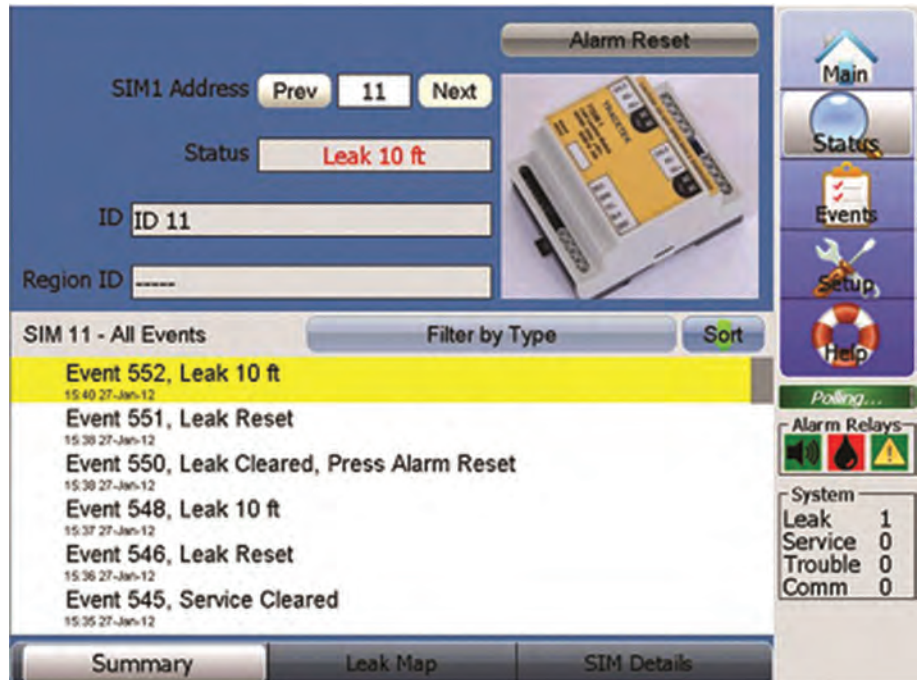 Alarm Reset
SIM1 Address Prev 11 Next
Status Leak 10 ft
ID ID 11
Region ID -----
TRACETEK
SIM 11 - All Events Filter by Type Sort
Event 552, Leak 10 ft
15:40 27-Jan-12
Event 551, Leak Reset
15:38 27-Jan-12
Event 550, Leak Cleared, Press Alarm Reset
15:38 27-Jan-12
Event 548, Leak 10 ft
15:37 27-Jan-12
Event 546, Leak Reset
15:36 27-Jan-12
Event 545, Service Cleared
15:35 27-Jan-12
Summary Leak Map SIM Details
Main
Status
Events
Setup
Help
Polling...
Alarm Relays
System
Leak 1
Service 0
Trouble 0
Comm 0